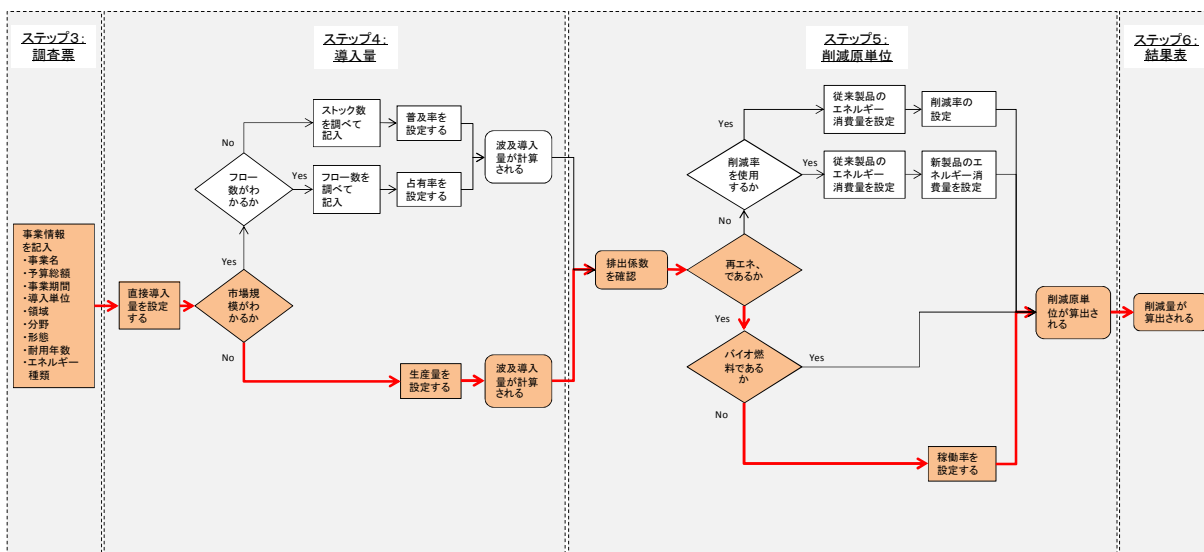 ステップ3:
調査票
事業情報
を記入
・事業名
・予算総額
・事業期間
・導入単位
・領域
・分野
・形態
・耐用年数
・エネルギー
種類
ステップ4:
導入量
直接導入
量を設定
する
市場規
模がわ
かるか
Yes
No
フロー
数がわ
かるか
No
Yes
ストック数
を調べて
記入
普及率を
設定する
フロー数を
調べて
記入
占有率を
設定する
波及導入
量が計算
される
生産量を
設定する
波及導入
量が計算
される
ステップ5:
削減原単位
排出係数
を確認
再エネ、
であるか
No
Yes
削減率
を使用
するか
Yes
Yes
従来製品の
エネルギー
消費量を設定
削減率の
設定
従来製品の
エネルギー
消費量を設定
新製品のエ
ネルギー消
費量を設定
バイオ燃
料である
か
Yes
No
稼働率を
設定する
削減原単
位が算出さ
れる
ステップ6:
結果表
削減量が
算出される